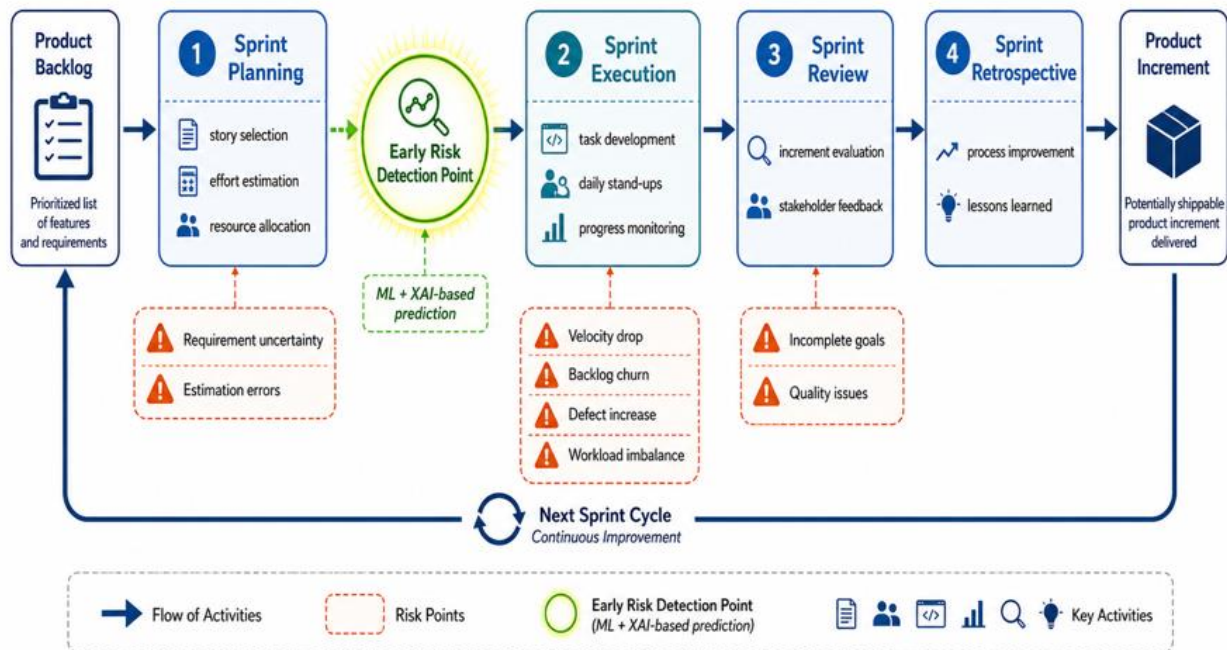 Product
Backlog
Prioritized list
of features
and requirements
1
Sprint
Planning
story selection
effort estimation
resource allocation
Early Risk
Detection Point
ML + XAI-based
prediction
2
Sprint
Execution
task development
daily stand-ups
progress monitoring
3
Sprint
Review
increment evaluation
stakeholder feedback
4
Sprint
Retrospective
process improvement
lessons learned
Product
Increment
Potentially shippable
product increment
delivered
Requirement uncertainty
Estimation errors
Velocity drop
Backlog churn
Defect increase
Workload imbalance
Incomplete goals
Quality issues
Next Sprint Cycle
Continuous Improvement
Flow of Activities
Risk Points
Early Risk Detection Point
(ML + XAI-based prediction)
Key Activities